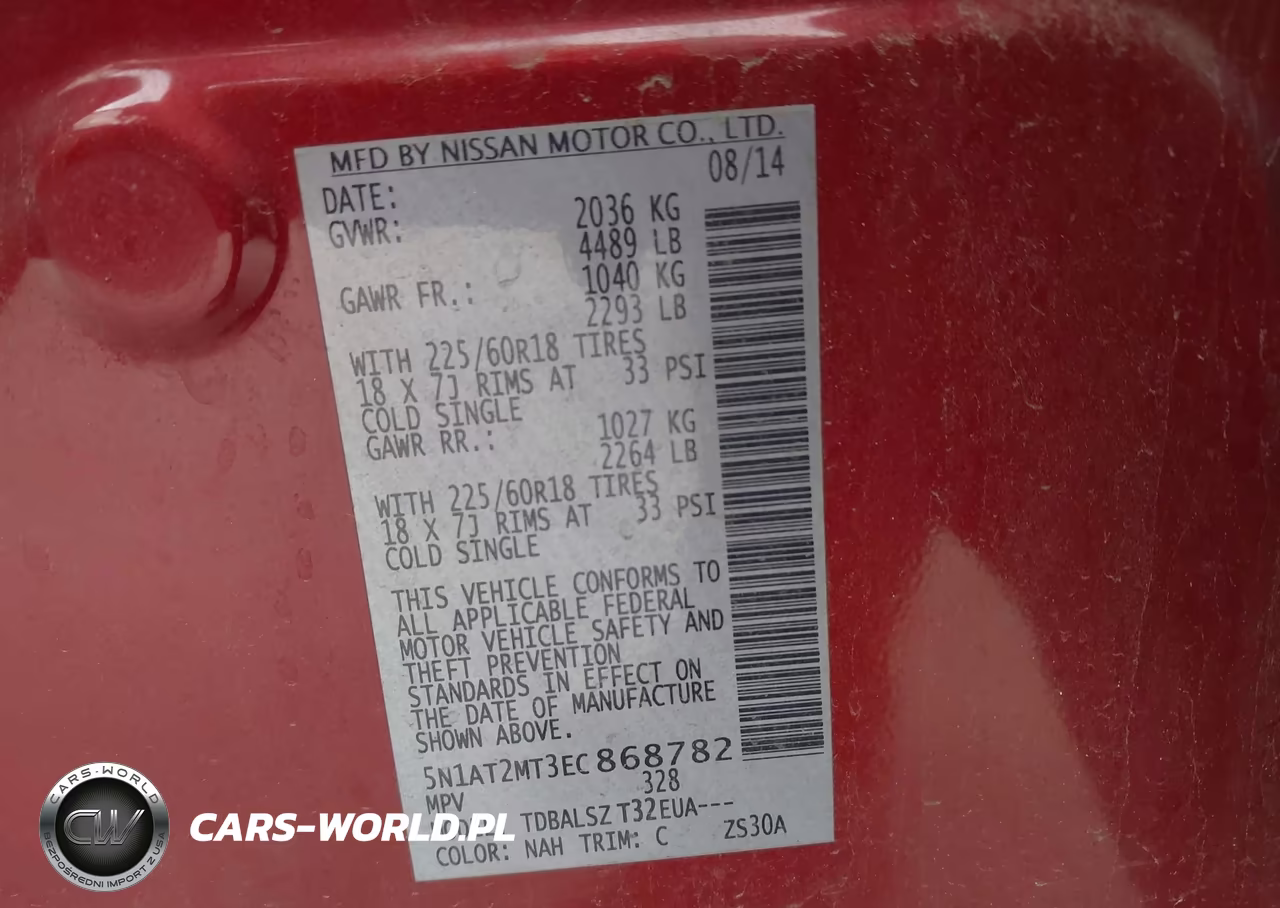 MFD BY NISSAN MOTOR CO., LTD.
DATE: 08/14
GVWR: 2036 KG
4489 LB
GAWR FR.: 1040 KG
2293 LB
WITH 225/60R18 TIRES
18 X 7J RIMS AT 33 PSI
COLD SINGLE
GAWR RR.: 1027 KG
2264 LB
WITH 225/60R18 TIRES
18 X 7J RIMS AT 33 PSI
COLD SINGLE
THIS VEHICLE CONFORMS TO
ALL APPLICABLE FEDERAL
MOTOR VEHICLE SAFETY AND
THEFT PREVENTION
STANDARDS IN EFFECT ON
THE DATE OF MANUFACTURE
SHOWN ABOVE.
5N1AT2MT3EC868782
MPV 328
TDBALSZ T32EUA---
COLOR: NAH TRIM: C ZS30A
CARS-WORLD
CW
BEZPOŚREDNI IMPORT Z USA
CARS-WORLD.PL